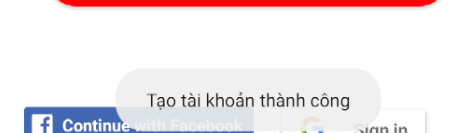 Tạo tài khoản thành công
Continue with Facebook
Sign in